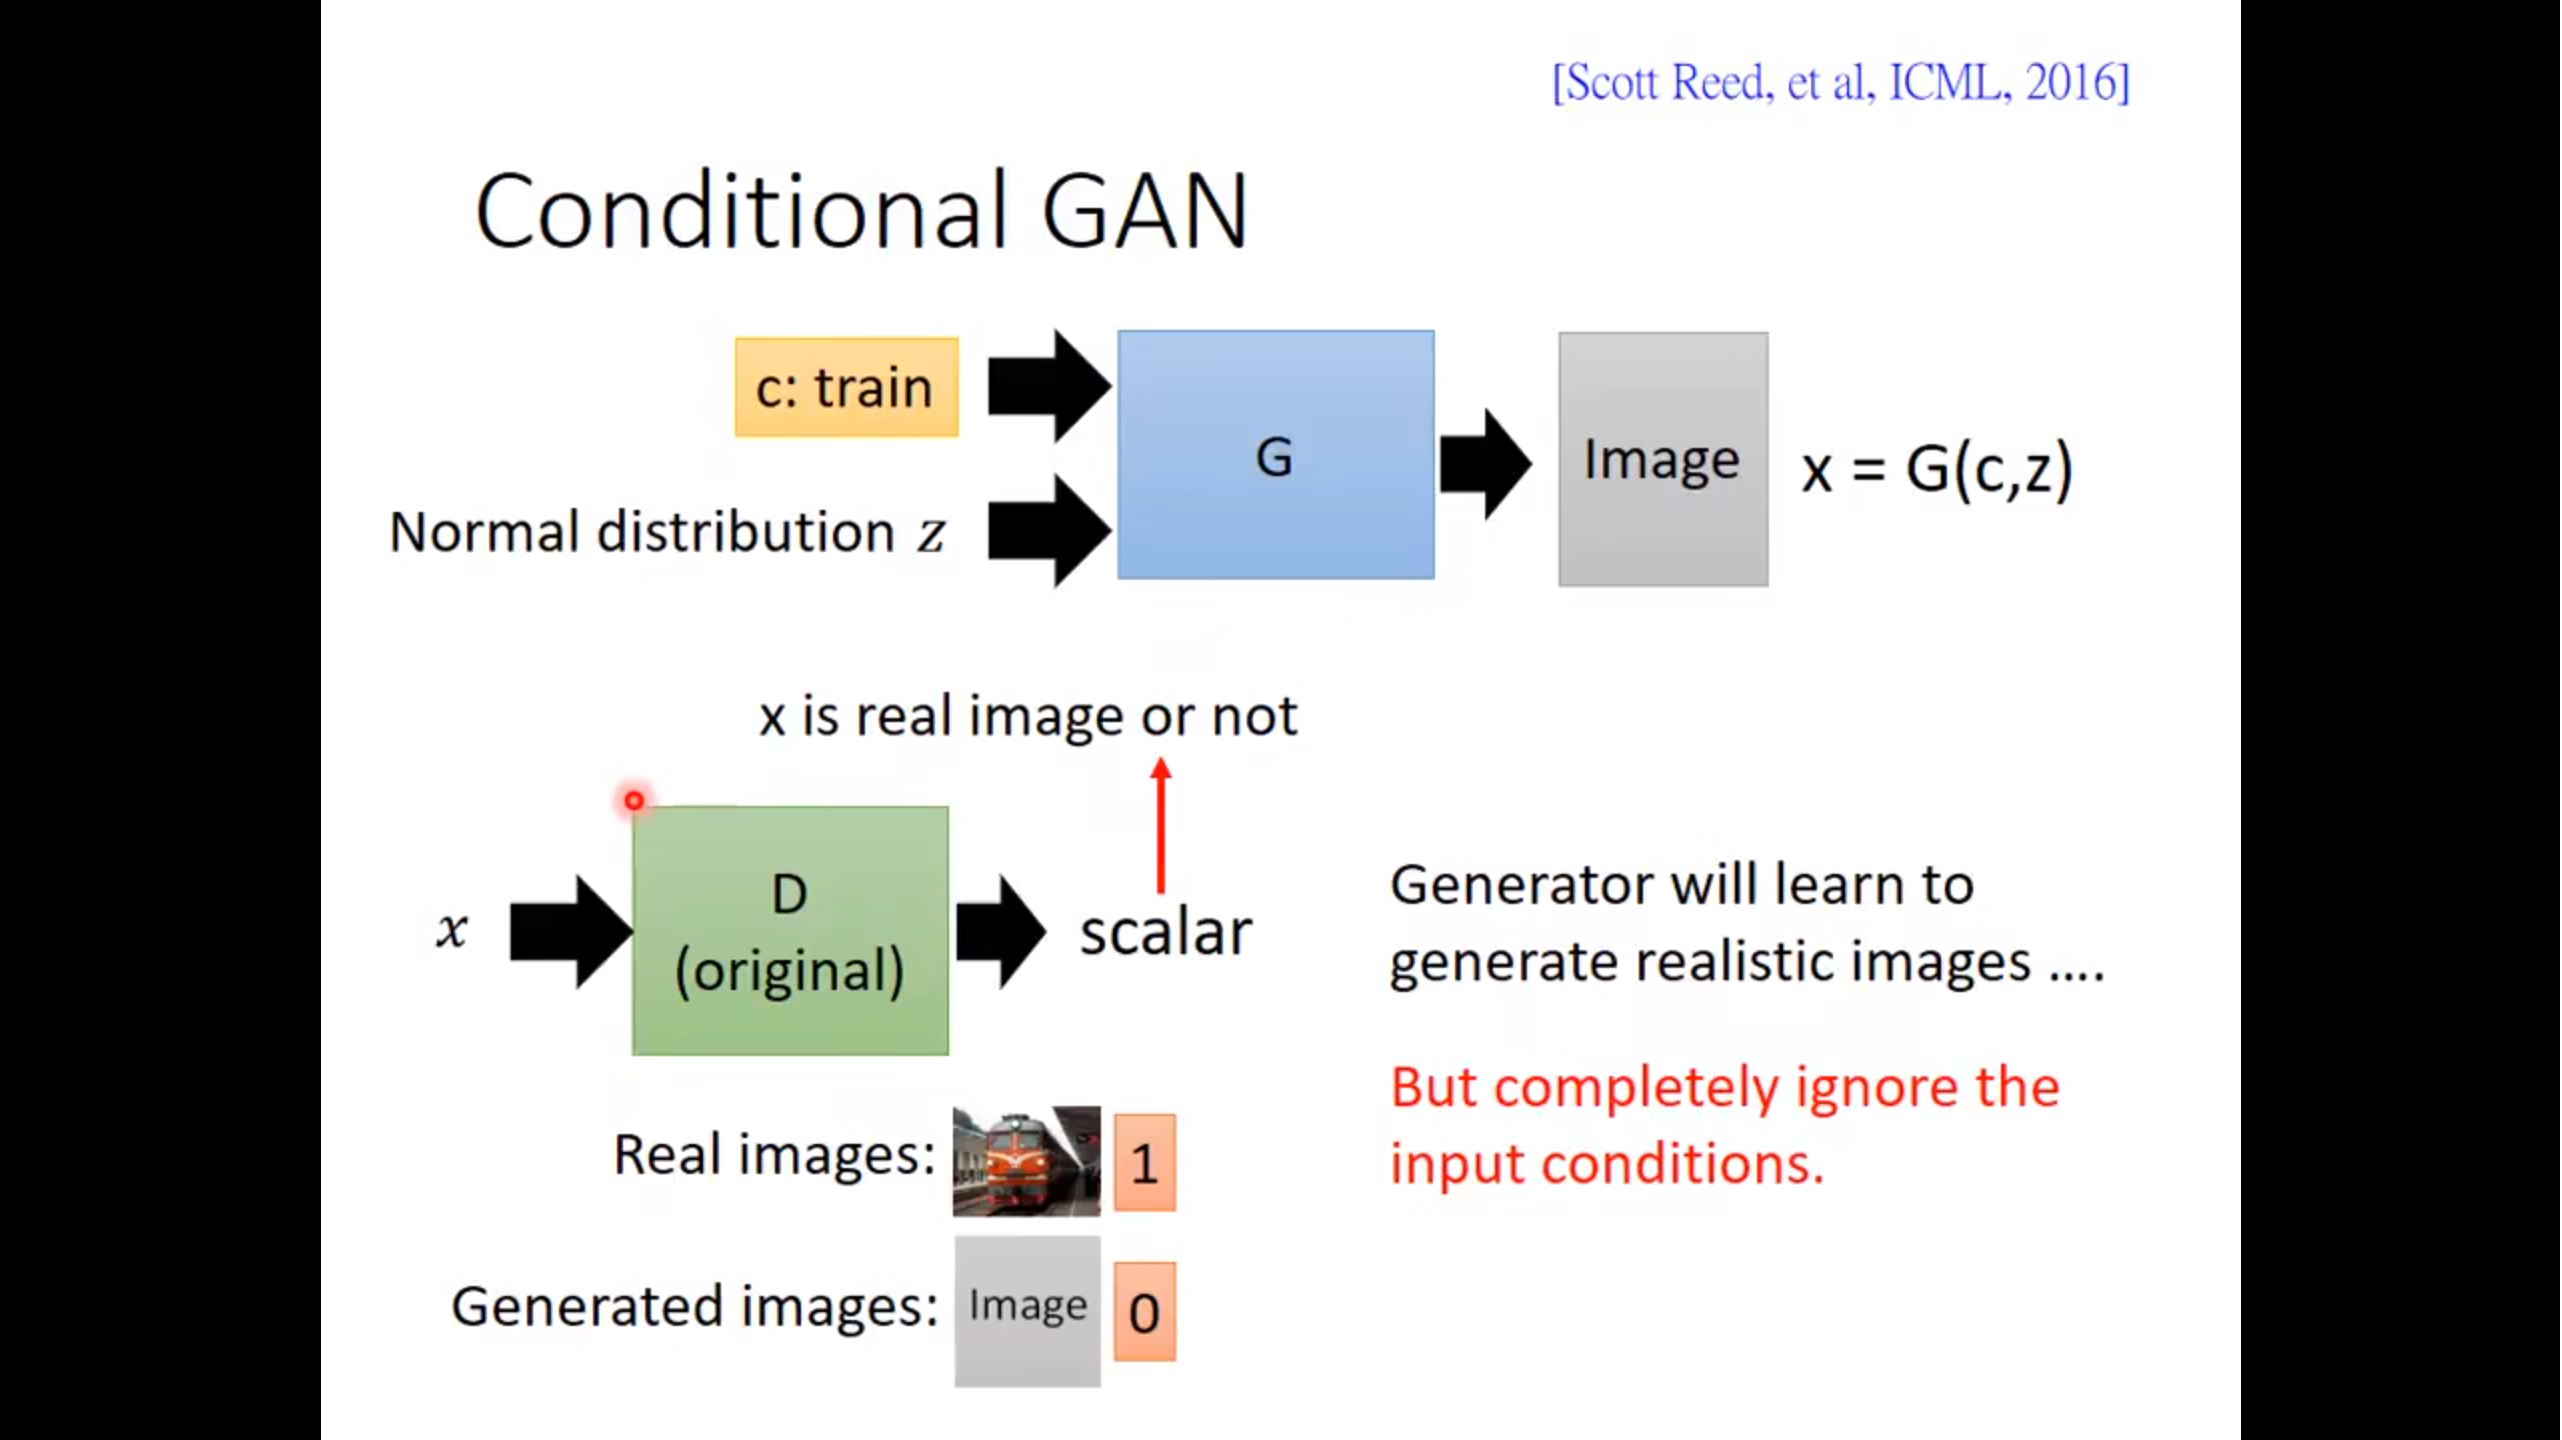 [Scott Reed, et al, ICML, 2016]
Conditional GAN
c: train
Normal distribution z
G
Image
x = G(c,z)
x is real image or not
x
D
(original)
scalar
Generator will learn to
generate realistic images ....
But completely ignore the
input conditions.
Real images:
1
Generated images:
Image
0